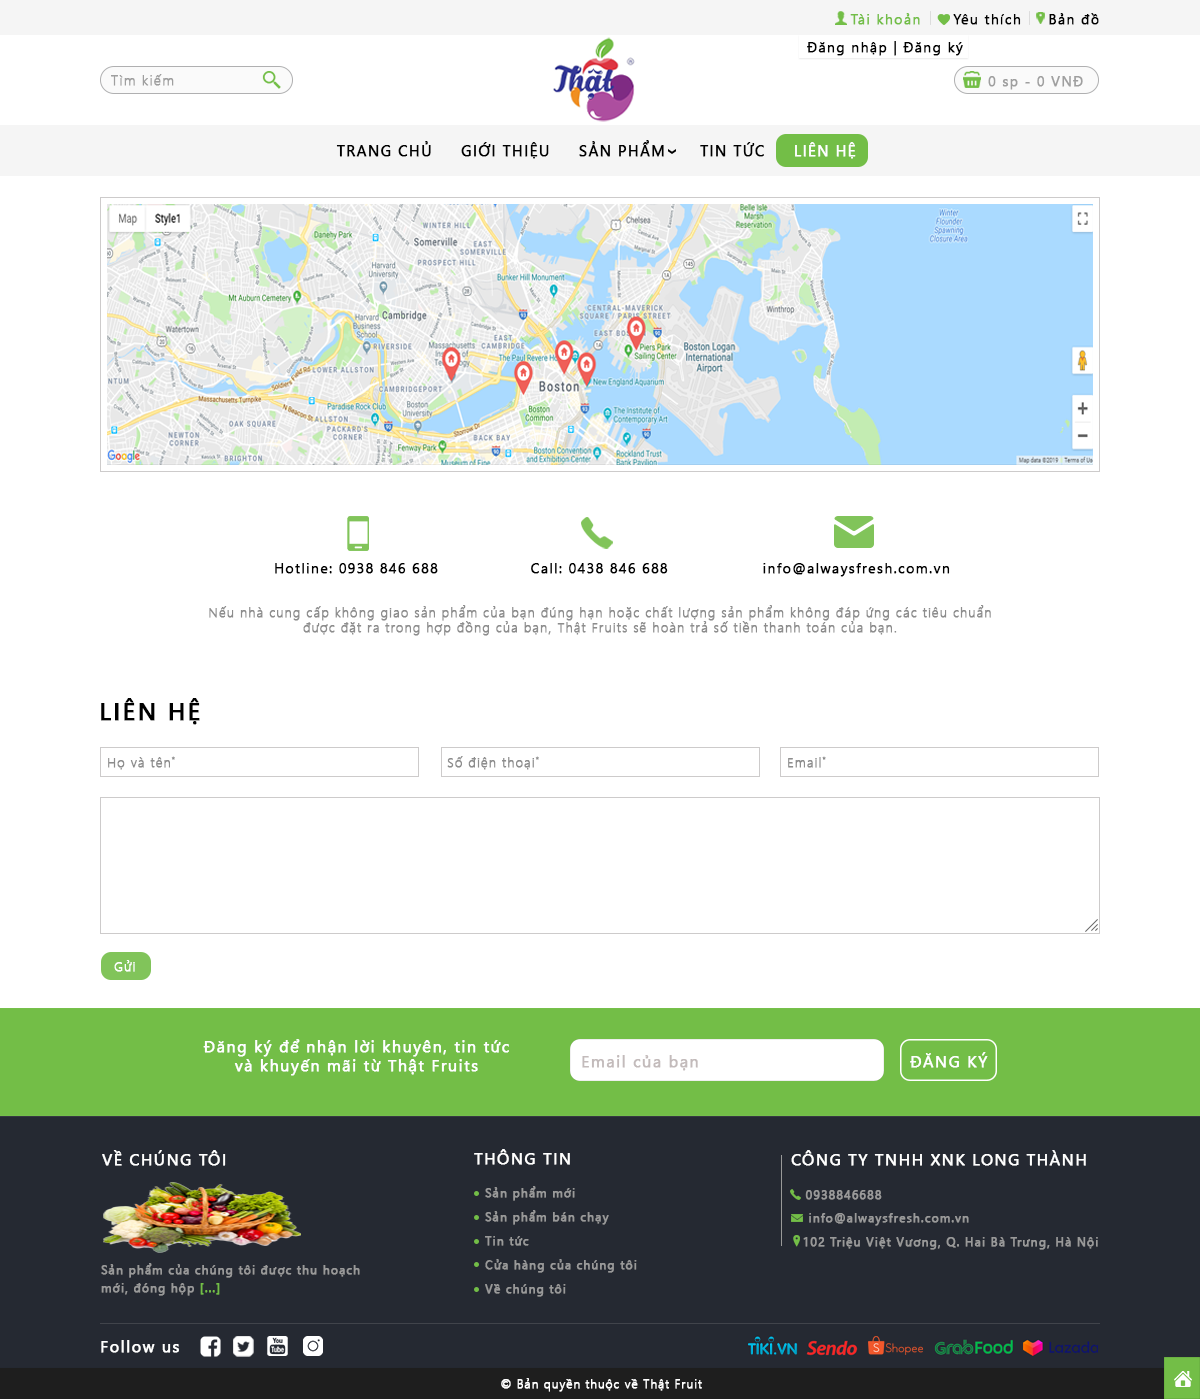 Tài khoản
Yêu thích
Bản đồ
Đăng nhập | Đăng ký
Tìm kiếm
Thật
®
0 sp - 0 VNĐ
TRANG CHỦ
GIỚI THIỆU
SẢN PHẨM
TIN TỨC
LIÊN HỆ
Map
Style1
WINTER HILL
Chelsea
Belle Isle
Marsh
Reservation
Winter
Flounder
Spawning
Closure Area
Danehy Park
Somerville
EAST
SOMERVILLE
PROSPECT HILL
Harvard
University
Bunker Hill Monument
Mt Auburn Cemetery
Cambridge
Harvard
Business
School
CENTRAL MAVERICK
SQUARE PARK STREET
Winthrop
Watertown
RIVERSIDE
EAST
CAMBRIDGE
Piers Park
Sailing Center
Boston Logan
International
Airport
LOWER ALLSTON
CAMBRIDGEPORT
The Paul Revere House
Boston
New England Aquarium
Massachusetts Turnpike
Soldiers Field Rd
Paradise Rock Club
Boston
University
Boston
Common
The Institute of
Contemporary Art
OAK SQUARE
ALLSTON
PACKARD'S
CORNER
NEWTON
CORNER
BACK BAY
Fenway Park
Boston Convention
and Exhibition Center
Rockland Trust
Bank Pavilion
BRIGHTON
Museum of Fine
Google
Map data ©2019
Terms of Us
Hotline: 0938 846 688
Call: 0438 846 688
info@alwaysfresh.com.vn
Nếu nhà cung cấp không giao sản phẩm của bạn đúng hạn hoặc chất lượng sản phẩm không đáp ứng các tiêu chuẩn
được đặt ra trong hợp đồng của bạn, Thật Fruits sẽ hoàn trả số tiền thanh toán của bạn.
LIÊN HỆ
Họ và tên*
Số điện thoại*
Email*
Gửi
Đăng ký để nhận lời khuyên, tin tức
và khuyến mãi từ Thật Fruits
Email của bạn
ĐĂNG KÝ
VỀ CHÚNG TÔI
Sản phẩm của chúng tôi được thu hoạch
mới, đóng hộp [...]
THÔNG TIN
Sản phẩm mới
Sản phẩm bán chạy
Tin tức
Cửa hàng của chúng tôi
Về chúng tôi
CÔNG TY TNHH XNK LONG THÀNH
0938846688
info@alwaysfresh.com.vn
102 Triệu Việt Vương, Q. Hai Bà Trưng, Hà Nội
Follow us
You
Tube
TIKI.VN
Sendo
Shopee
GrabFood
Lazada
© Bản quyền thuộc về Thật Fruit